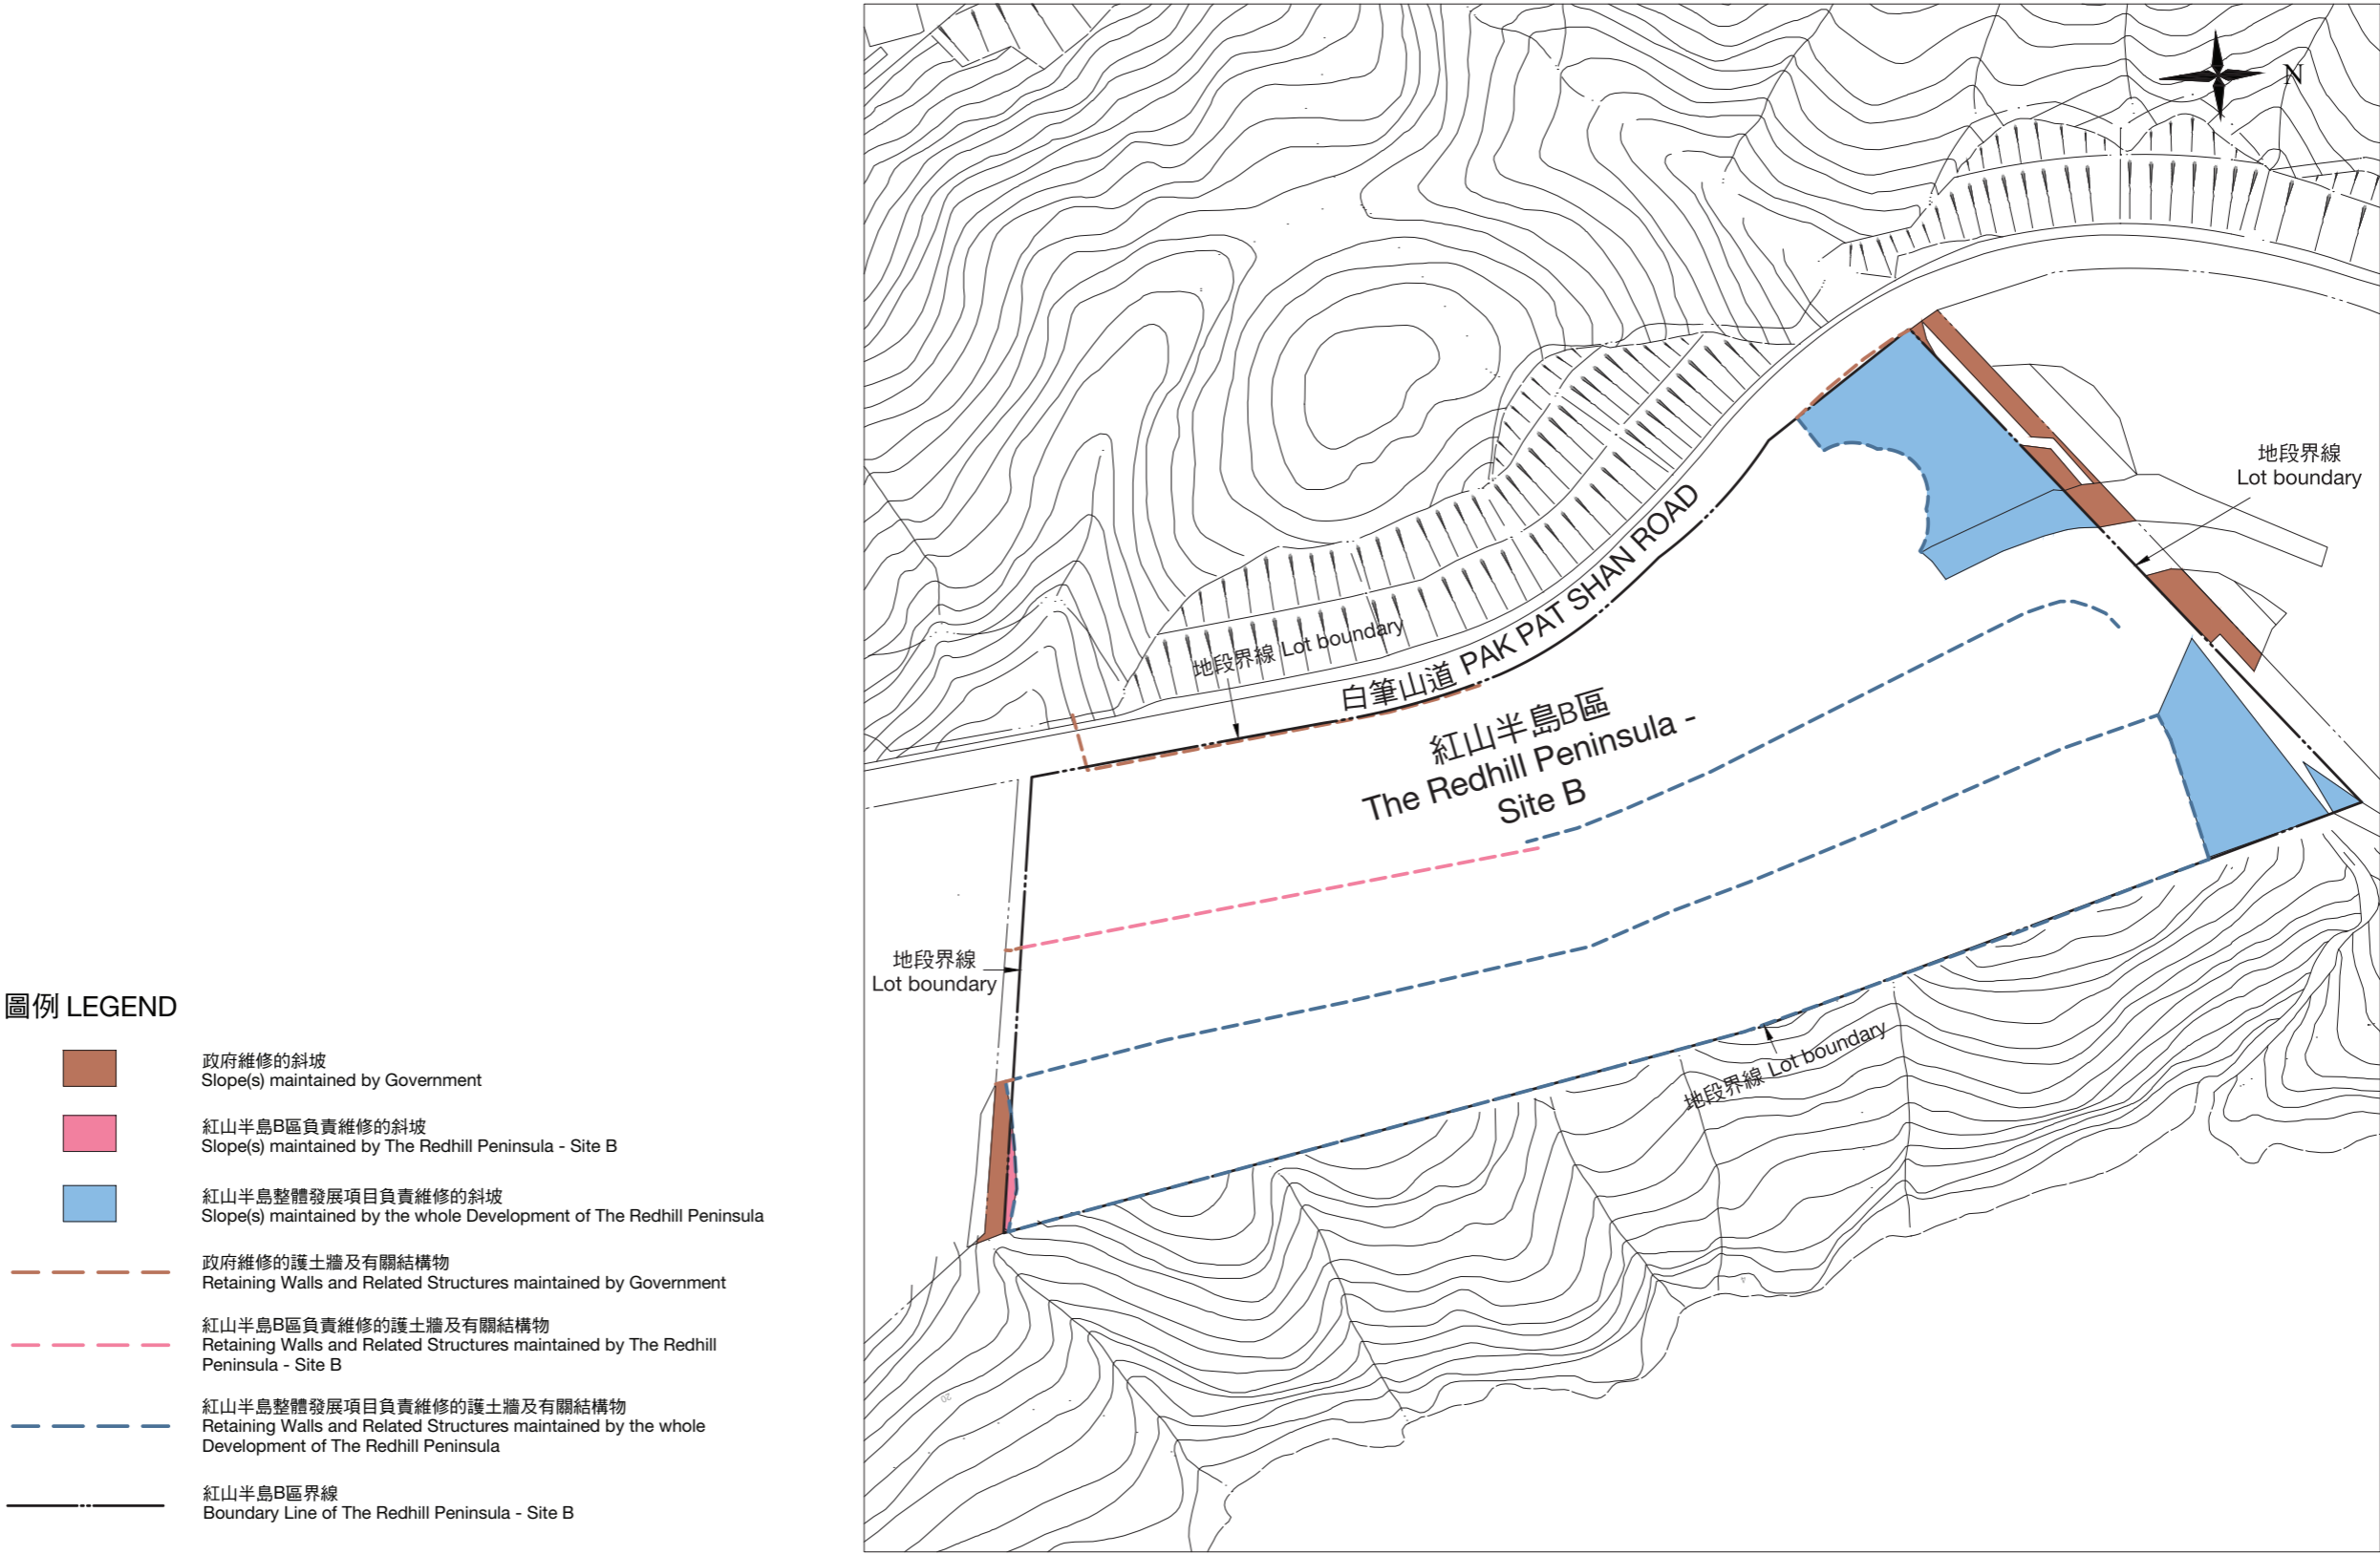 N
地段界線
Lot boundary
地段界線 Lot boundary
白筆山道 PAK PAT SHAN ROAD
紅山半島B區
The Redhill Peninsula -
Site B
地段界線
Lot boundary
地段界線 Lot boundary
20
圖例 LEGEND
政府維修的斜坡
Slope(s) maintained by Government
紅山半島B區負責維修的斜坡
Slope(s) maintained by The Redhill Peninsula - Site B
紅山半島整體發展項目負責維修的斜坡
Slope(s) maintained by the whole Development of The Redhill Peninsula
政府維修的護土牆及有關結構物
Retaining Walls and Related Structures maintained by Government
紅山半島B區負責維修的護土牆及有關結構物
Retaining Walls and Related Structures maintained by The Redhill
Peninsula - Site B
紅山半島整體發展項目負責維修的護土牆及有關結構物
Retaining Walls and Related Structures maintained by the whole
Development of The Redhill Peninsula
紅山半島B區界線
Boundary Line of The Redhill Peninsula - Site B